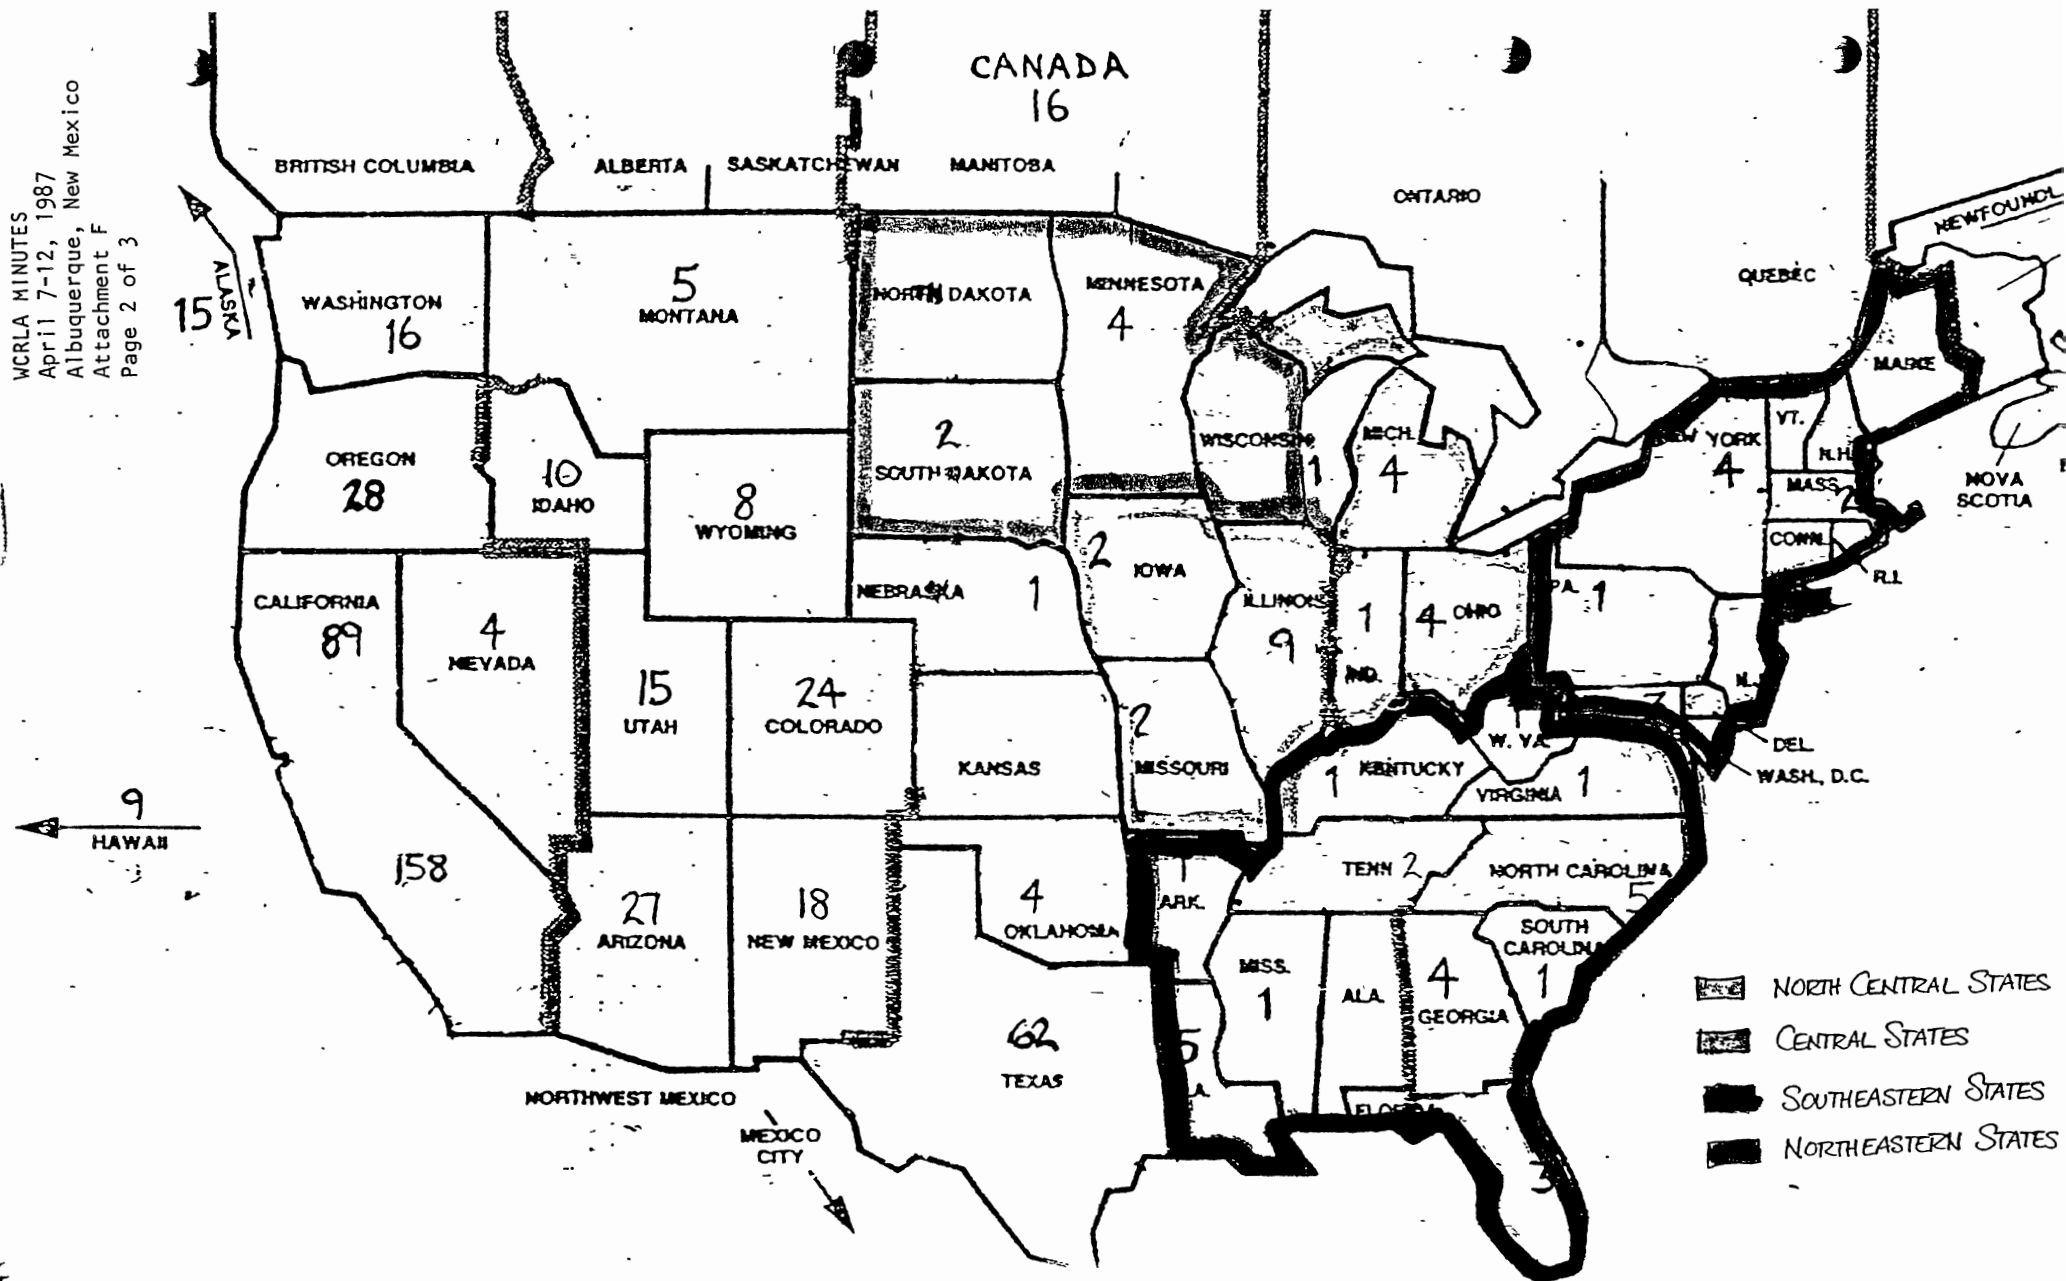 WCRLA MINUTES
April 7-12, 1987
Albuquerque, New Mexico
Attachment F
Page 2 of 3
CANADA
16
BRITISH COLUMBIA
ALBERTA
SASKATCHEWAN
MANITOBA
ONTARIO
QUEBEC
NEWFOUNDL
NOVA
SCOTIA
15
ALASKA
WASHINGTON
16
5
MONTANA
NORTH DAKOTA
MINNESOTA
4
OREGON
28
10
IDAHO
8
WYOMING
2
SOUTH DAKOTA
WISCONSIN
1
MICH.
4
NEW YORK
4
VT.
N.H.
MAINE
MASS.
2
CONN.
R.I.
CALIFORNIA
89
158
4
NEVADA
15
UTAH
24
COLORADO
NEBRASKA
1
2
IOWA
ILLINOIS
9
1
IND.
4 OHIO
PA. 1
N.J.
DEL.
WASH., D.C.
9
HAWAII
KANSAS
2
MISSOURI
1
KENTUCKY
W. VA.
VIRGINIA
1
27
ARIZONA
18
NEW MEXICO
4
OKLAHOMA
1
ARK.
TENN 2
NORTH CAROLINA
5
SOUTH
CAROLINA
1
62
TEXAS
5
MISS.
1
ALA.
4
GEORGIA
FLORIDA
3
NORTHWEST MEXICO
MEXICO
CITY
NORTH CENTRAL STATES
CENTRAL STATES
SOUTHEASTERN STATES
NORTHEASTERN STATES